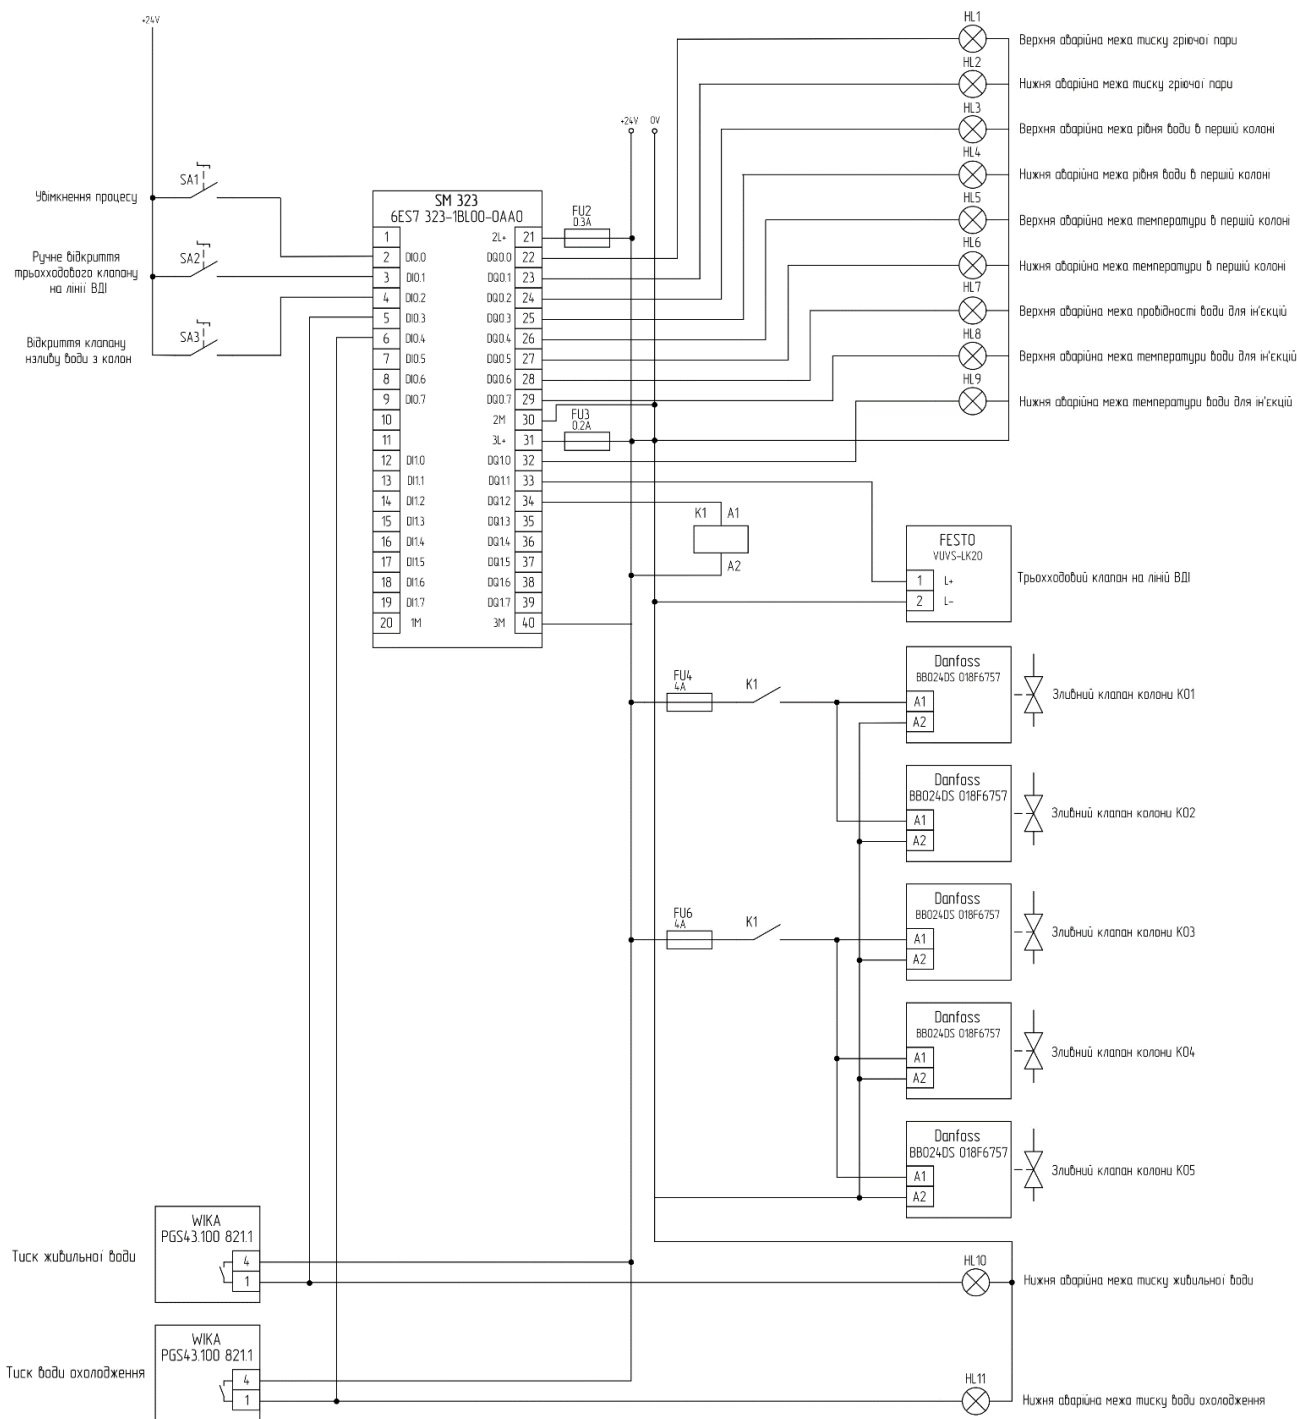 +24V
SA1
Увімкнення процесу
SA2
Ручне відкриття
трьохходового клапану
на лінії ВДІ
SA3
Відкриття клапану
нзливу води з колон
SM 323
6ES7 323-1BL00-0AA0
1 2L+ 21
2 DI0.0 DQ0.0 22
3 DI0.1 DQ0.1 23
4 DI0.2 DQ0.2 24
5 DI0.3 DQ0.3 25
6 DI0.4 DQ0.4 26
7 DI0.5 DQ0.5 27
8 DI0.6 DQ0.6 28
9 DI0.7 DQ0.7 29
10 2M 30
11 3L+ 31
12 DI1.0 DQ1.0 32
13 DI1.1 DQ1.1 33
14 DI1.2 DQ1.2 34
15 DI1.3 DQ1.3 35
16 DI1.4 DQ1.4 36
17 DI1.5 DQ1.5 37
18 DI1.6 DQ1.6 38
19 DI1.7 DQ1.7 39
20 1M 3M 40
+24V 0V
FU2
0.3A
FU3
0.2A
HL1
Верхня аварійна межа тиску гріючої пари
HL2
Нижня аварійна межа тиску гріючої пари
HL3
Верхня аварійна межа рівня води в першій колоні
HL4
Нижня аварійна межа рівня води в першій колоні
HL5
Верхня аварійна межа температури в першій колоні
HL6
Нижня аварійна межа температури в першій колоні
HL7
Верхня аварійна межа провідності води для ін'єкцій
HL8
Верхня аварійна межа температури води для ін'єкцій
HL9
Нижня аварійна межа температури води для ін'єкцій
K1 A1
A2
FESTO
VUVS-LK20
1 L+
2 L-
Трьохходовий клапан на ліній ВДІ
FU4
4A
K1
Danfoss
BB024DS 018F6757
A1
A2
Зливний клапан колони К01
Danfoss
BB024DS 018F6757
A1
A2
Зливний клапан колони К02
FU6
4A
K1
Danfoss
BB024DS 018F6757
A1
A2
Зливний клапан колони К03
Danfoss
BB024DS 018F6757
A1
A2
Зливний клапан колони К04
Danfoss
BB024DS 018F6757
A1
A2
Зливний клапан колони К05
WIKA
PGS43.100 821.1
4
1
Тиск живильної води
HL10
Нижня аварійна межа тиску живильної води
WIKA
PGS43.100 821.1
4
1
Тиск води охолодження
HL11
Нижня аварійна межа тиску води охолодження